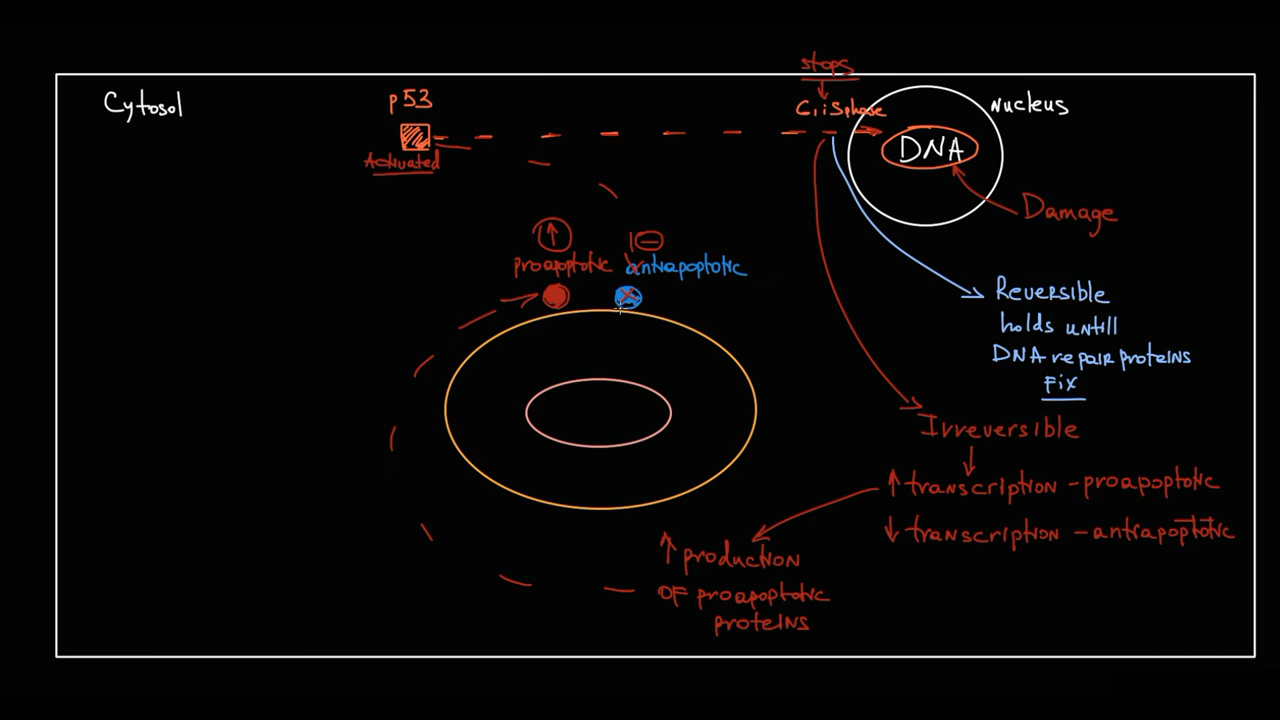 Cytosol
p53
Activated
stops
G1 iS phase
Nucleus
DNA
Damage
proapoptotic
antiapoptotic
Reversible
holds untill
DNA repair proteins
Fix
Irreversible
↑ transcription - proapoptotic
↓ transcription - antiapoptotic
↑ production
of proapoptotic
proteins